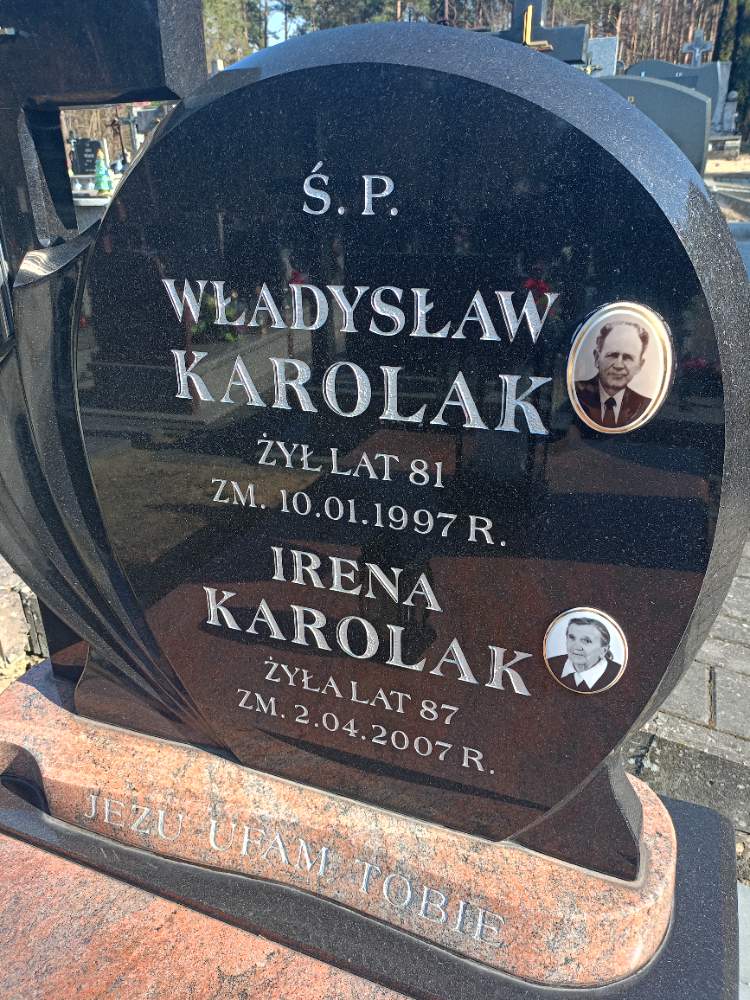 Ś. P.
WŁADYSŁAW
KAROLAK
ŻYŁ LAT 81
ZM. 10.01.1997 R.
IRENA
KAROLAK
ŻYŁA LAT 87
ZM. 2.04.2007 R.
JEZU UFAM TOBIE